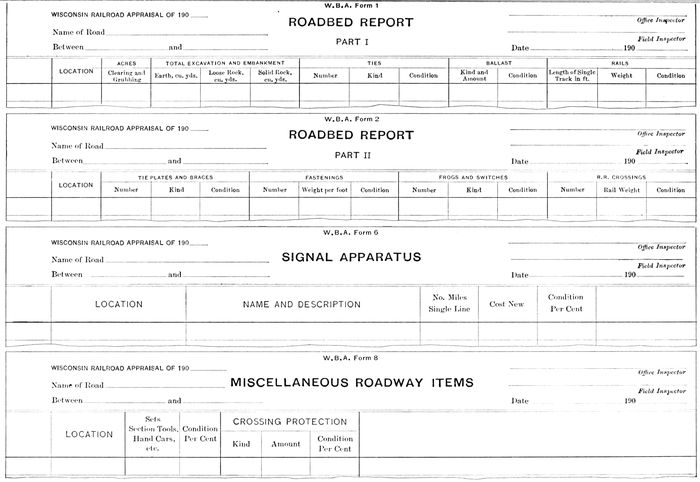 W.B.A. Form 1
WISCONSIN RAILROAD APPRAISAL OF 190
ROADBED REPORT
Office Inspector
Name of Road
PART I
Field Inspector
Between and
Date 190
LOCATION
ACRES
Clearing and Grubbing
TOTAL EXCAVATION AND EMBANKMENT
Earth, cu. yds.
Loose Rock, cu. yds.
Solid Rock, cu. yds.
TIES
Number Kind Condition
BALLAST
Kind and Amount
Condition
RAILS
Length of Single Track in ft.
Weight
Condition
W.B.A. Form 2
WISCONSIN RAILROAD APPRAISAL OF 190
ROADBED REPORT
Office Inspector
Name of Road
PART II
Field Inspector
Between and
Date 190
LOCATION
TIE PLATES AND BRACES
Number Kind Condition
FASTENINGS
Number Weight per foot Condition
FROGS AND SWITCHES
Number Kind Condition
R.R. CROSSINGS
Number Rail Weight Condition
W.B.A. Form 6
WISCONSIN RAILROAD APPRAISAL OF 190
SIGNAL APPARATUS
Office Inspector
Name of Road
Field Inspector
Between and
Date 190
LOCATION
NAME AND DESCRIPTION
No. Miles
Single Line
Cost New
Condition
Per Cent
W.B.A. Form 8
WISCONSIN RAILROAD APPRAISAL OF 190
MISCELLANEOUS ROADWAY ITEMS
Office Inspector
Name of Road
Field Inspector
Between and
Date 190
LOCATION
Sets
Section Tools,
Hand Cars,
etc.
Condition
Per Cent
CROSSING PROTECTION
Kind Amount
Condition
Per Cent